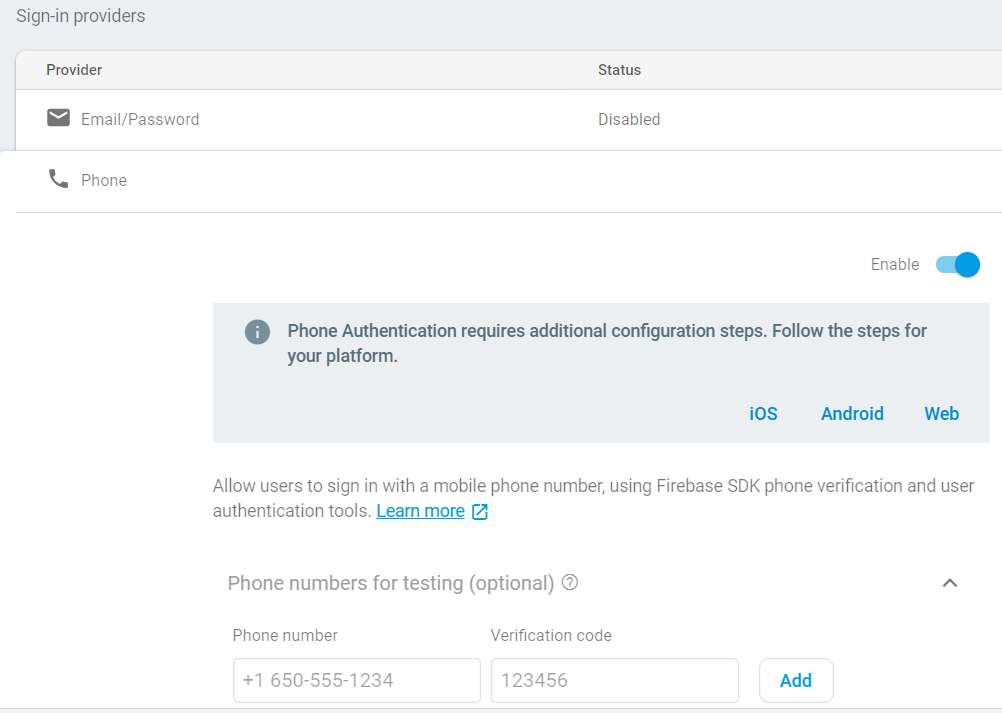 Sign-in providers
Provider Status
Email/Password Disabled
Phone
Enable
Phone Authentication requires additional configuration steps. Follow the steps for
your platform.
iOS Android Web
Allow users to sign in with a mobile phone number, using Firebase SDK phone verification and user
authentication tools. Learn more
Phone numbers for testing (optional)
Phone number Verification code
+1 650-555-1234 123456 Add